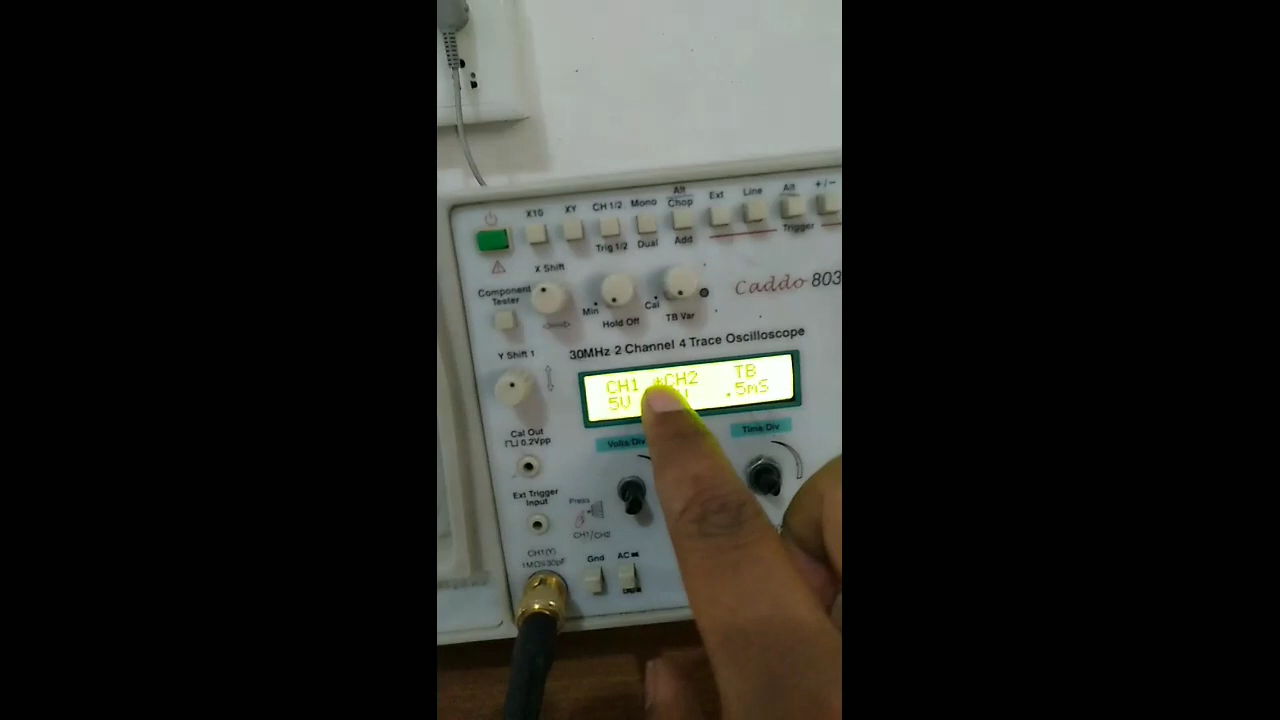 X10 XY CH 1/2 Mono Alt Chop Ext Line Alt +/-
Trig 1/2 Dual Add Trigger
X Shift
Component Tester
Min Hold Off Cal TB Var
Caddo 803
Y Shift 1
30MHz 2 Channel 4 Trace Oscilloscope
CH1 +CH2 TB
5V .5mS
Volts/Div Time/Div
Cal Out
0.2Vpp
Ext Trigger
Input
Press
CH1/CH2
CH1(Y)
Gnd AC